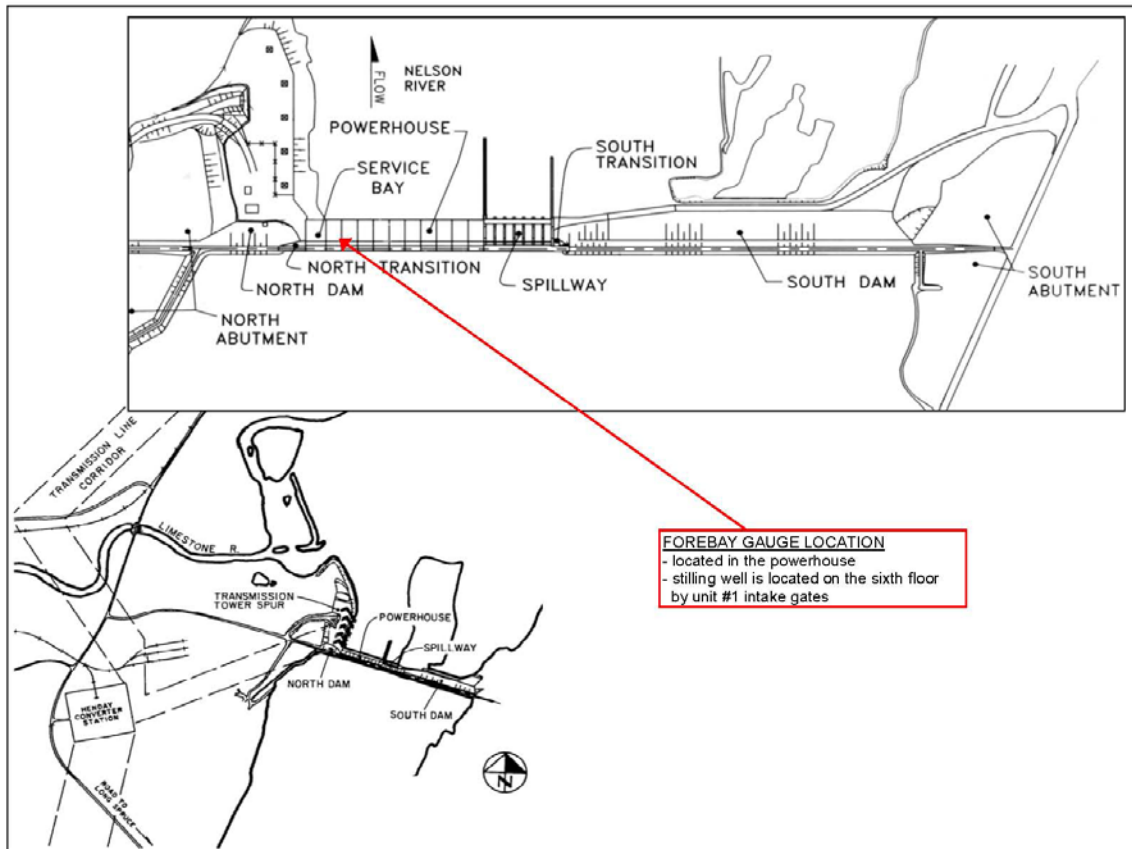 FLOW
NELSON
RIVER
POWERHOUSE
SERVICE
BAY
SOUTH
TRANSITION
NORTH TRANSITION
NORTH DAM
NORTH
ABUTMENT
SPILLWAY
SOUTH DAM
SOUTH
ABUTMENT
TRANSMISSION LINE
CORRIDOR
LIMESTONE R.
TRANSMISSION
TOWER SPUR
POWERHOUSE
SPILLWAY
NORTH DAM
SOUTH DAM
HENDAY
CONVERTER
STATION
ROAD TO
LONG SPRUCE
N
FOREBAY GAUGE LOCATION
- located in the powerhouse
- stilling well is located on the sixth floor
by unit #1 intake gates